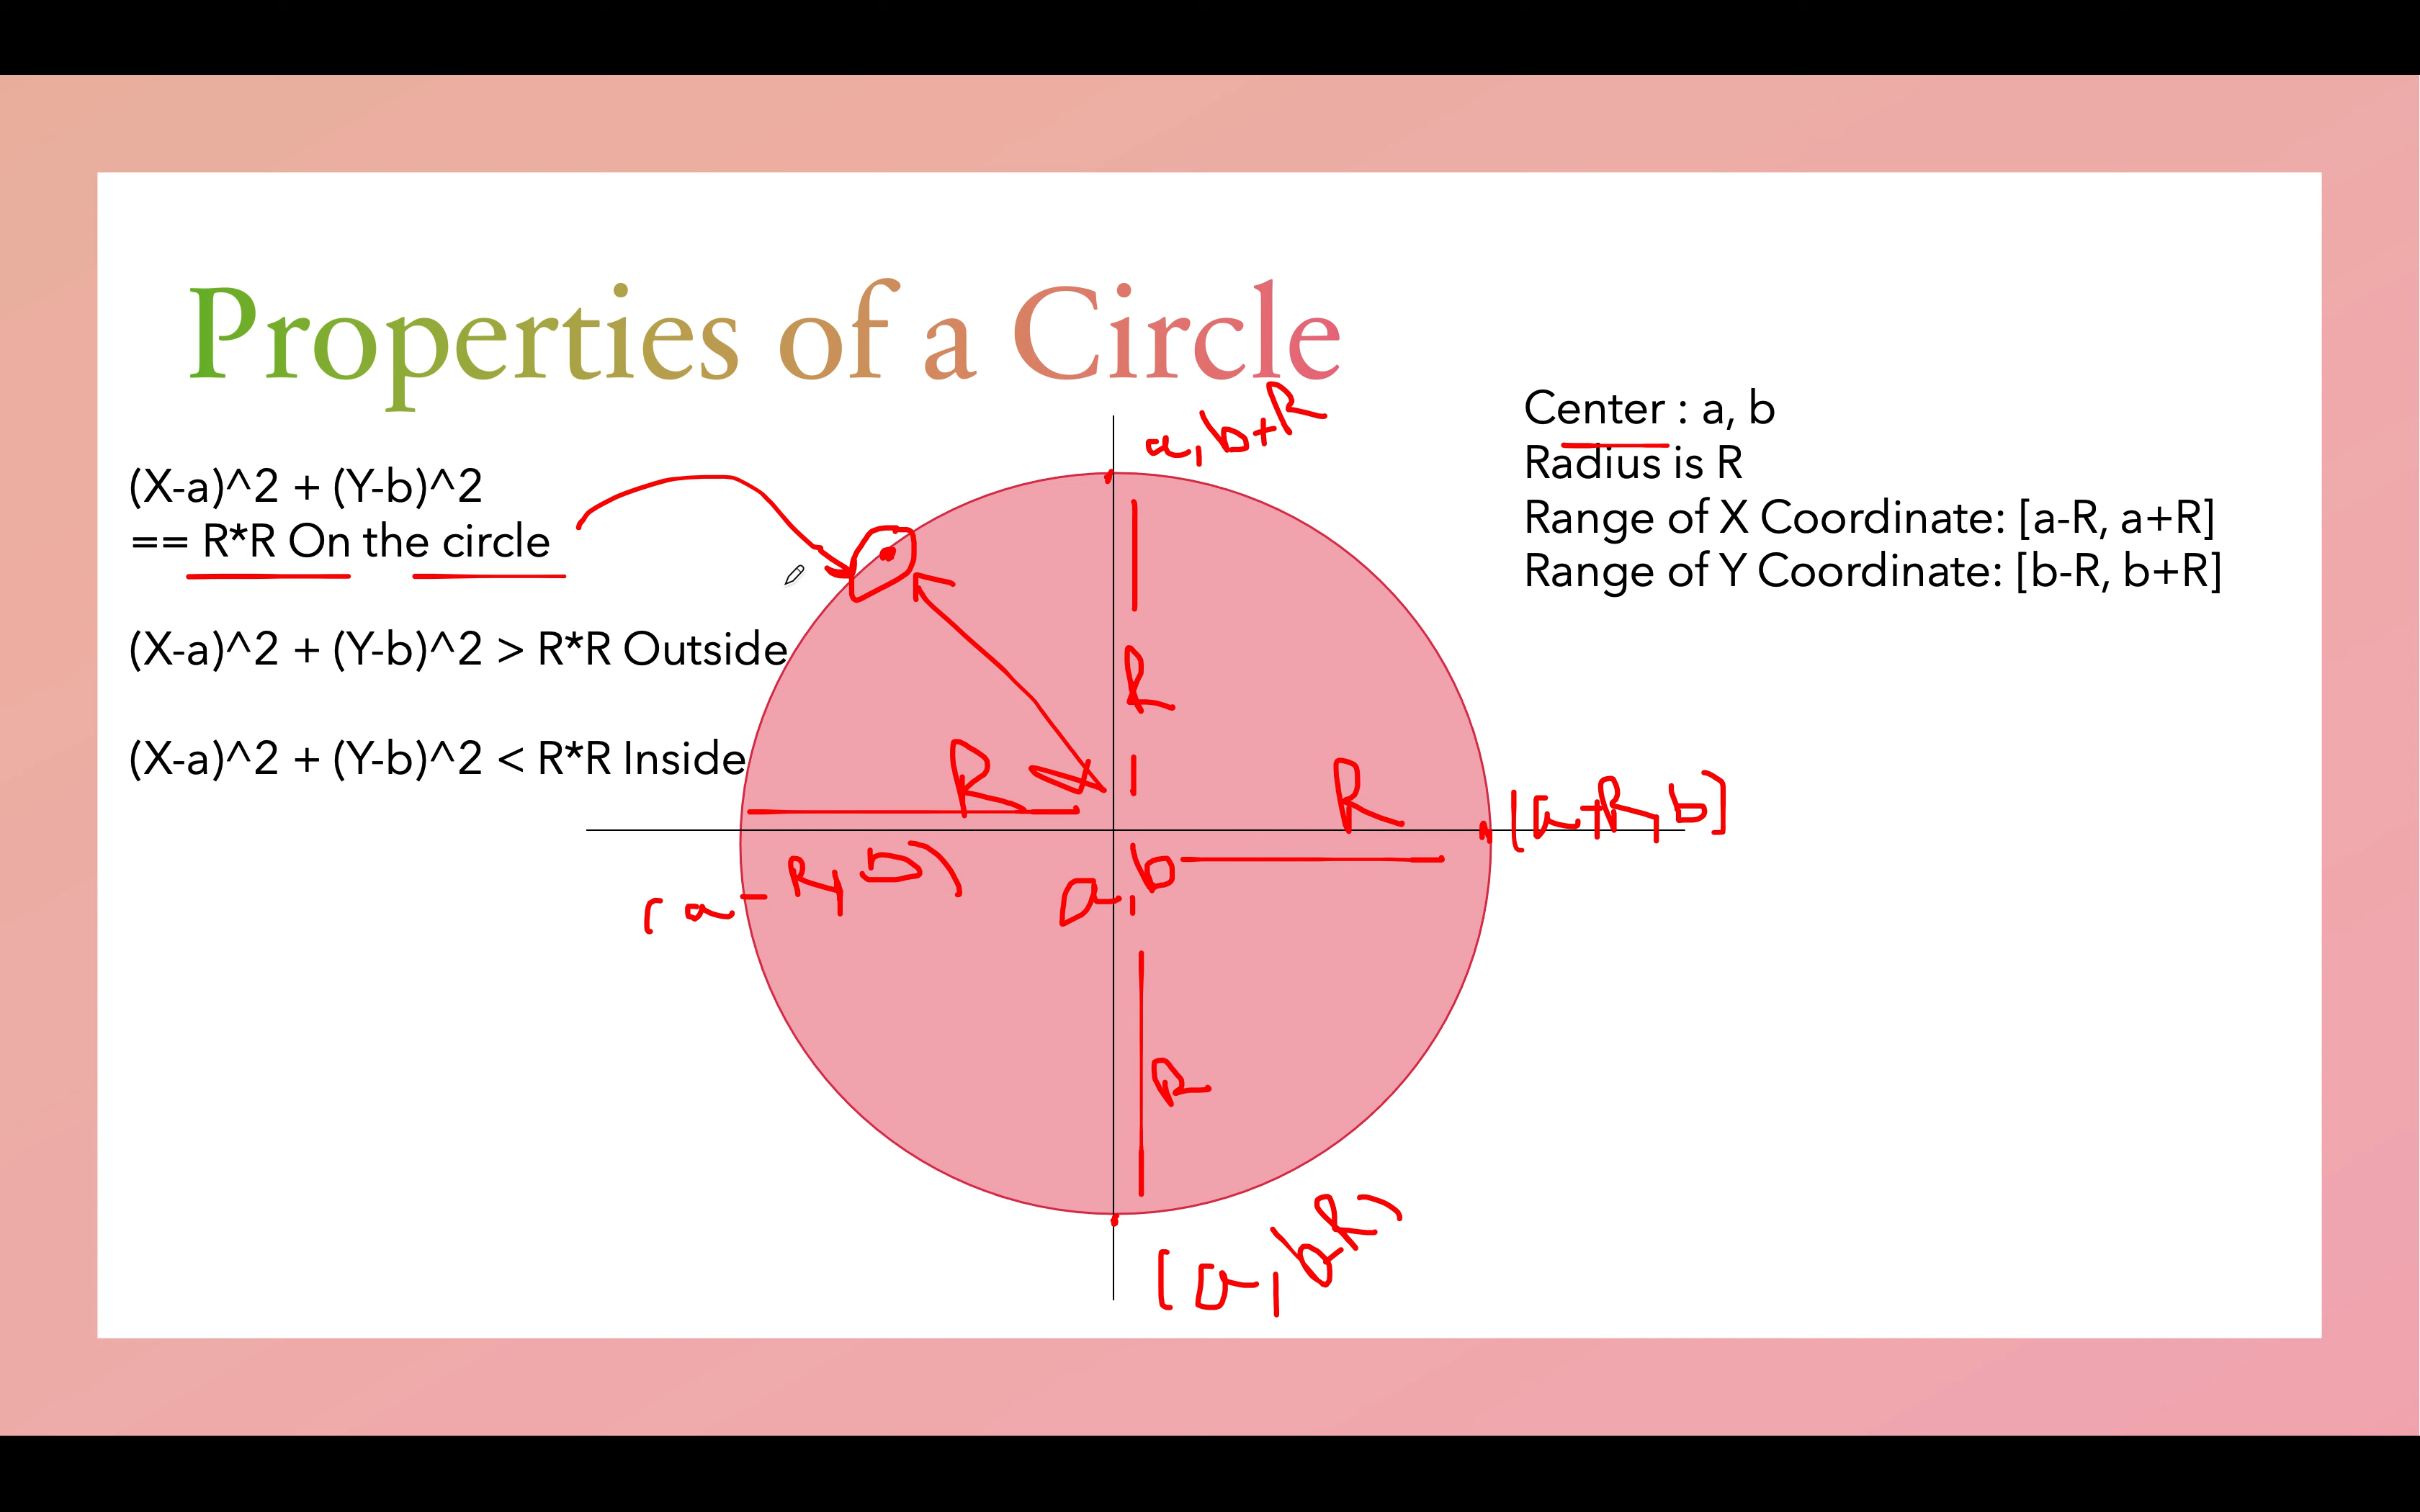 Properties of a Circle
(X-a)^2 + (Y-b)^2
== R*R On the circle
(X-a)^2 + (Y-b)^2 > R*R Outside
(X-a)^2 + (Y-b)^2 < R*R Inside
Center : a, b
Radius is R
Range of X Coordinate: [a-R, a+R]
Range of Y Coordinate: [b-R, b+R]
a, b+R
R
R
R
[a+R, b]
(a-R, b)
a, b
R
(a, b-R)